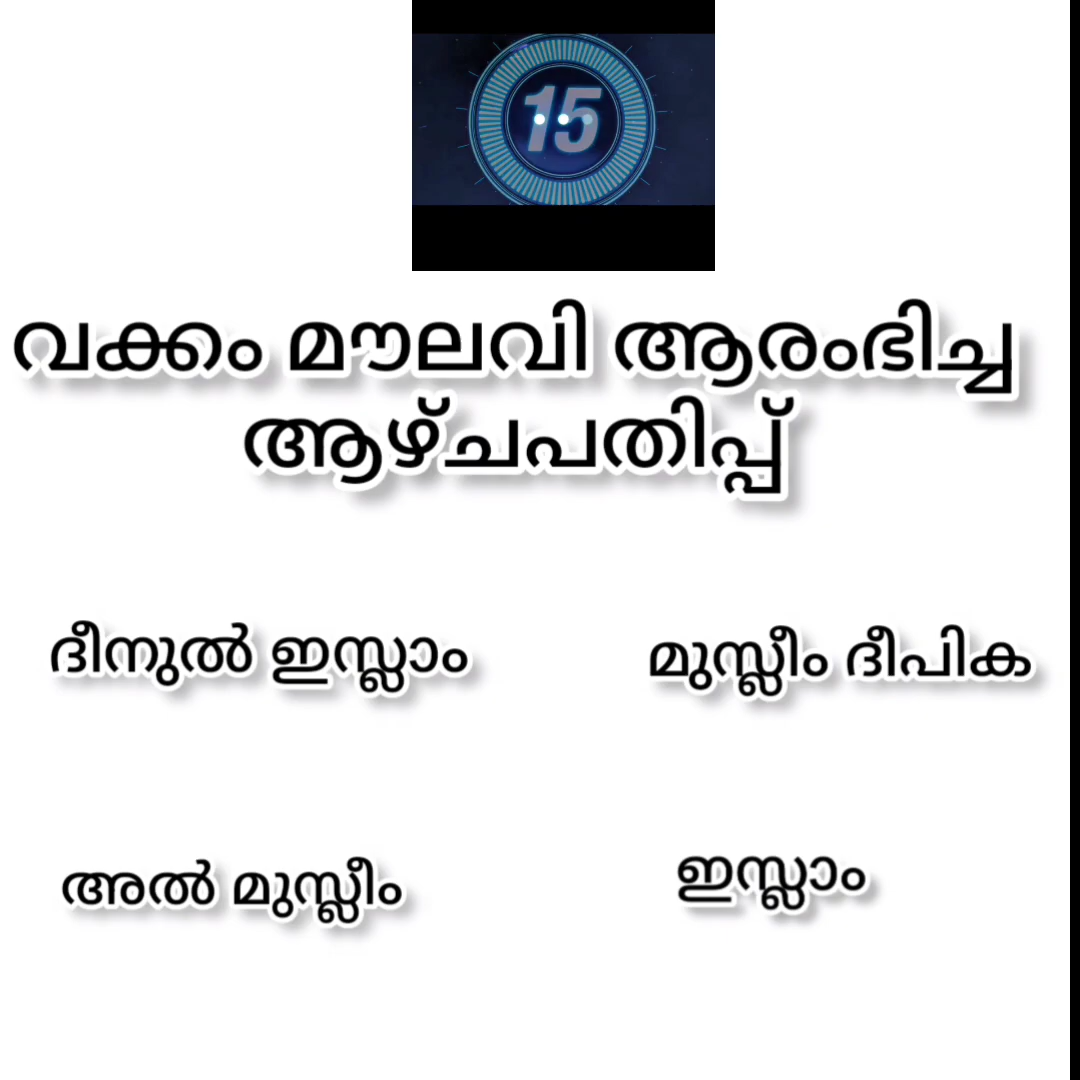 15
വക്കം മൗലവി ആരംഭിച്ച
ആഴ്ചപതിപ്പ്
ദീനുൽ ഇസ്ലാം
മുസ്ലീം ദീപിക
അൽ മുസ്ലീം
ഇസ്ലാം